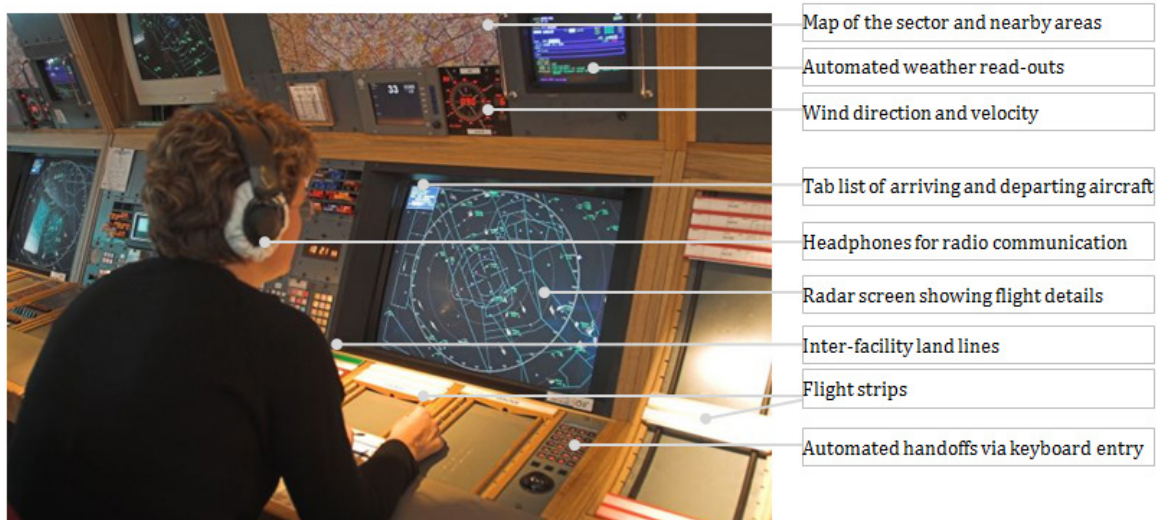 Map of the sector and nearby areas
Automated weather read-outs
Wind direction and velocity
Tab list of arriving and departing aircraft
Headphones for radio communication
Radar screen showing flight details
Inter-facility land lines
Flight strips
Automated handoffs via keyboard entry
33